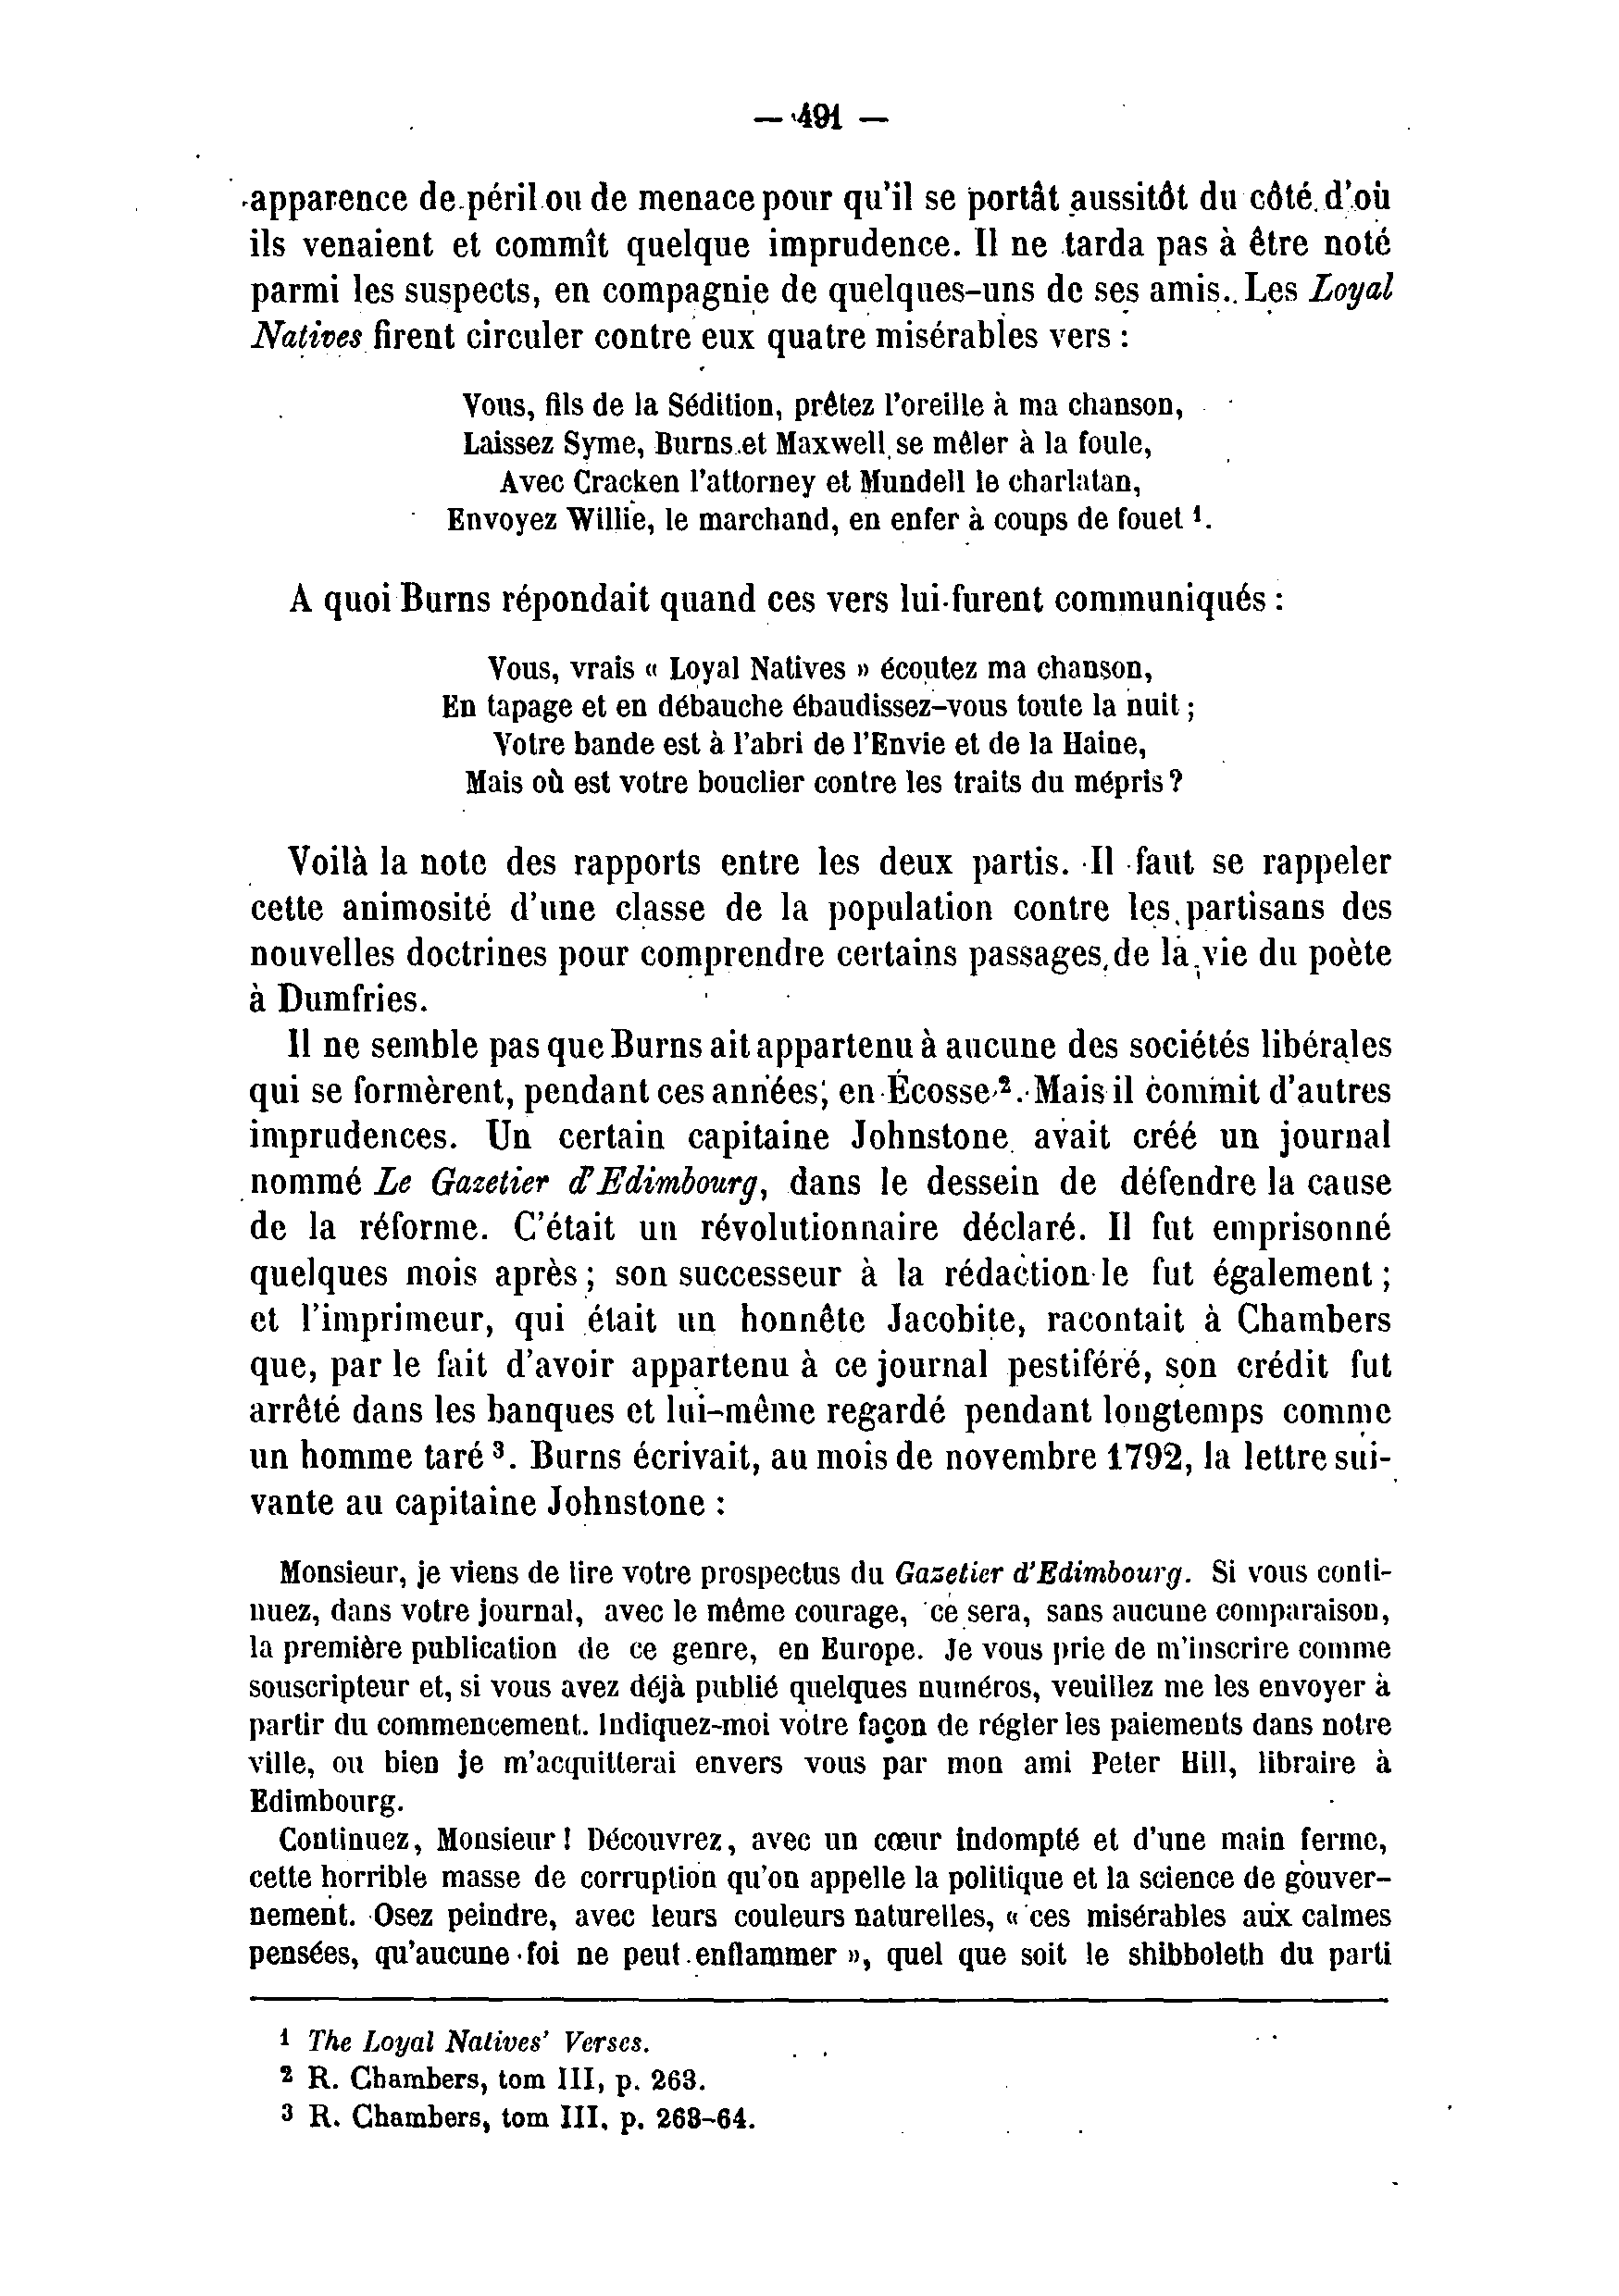 — 491 —
apparence de péril ou de menace pour qu'il se portât aussitôt du côté d'où
ils venaient et commît quelque imprudence. Il ne tarda pas à être noté
parmi les suspects, en compagnie de quelques-uns de ses amis. Les Loyal
Natives firent circuler contre eux quatre misérables vers :
Vous, fils de la Sédition, prêtez l'oreille à ma chanson,
Laissez Syme, Burns et Maxwell se mêler à la foule,
Avec Cracken l'attorney et Mundell le charlatan,
Envoyez Willie, le marchand, en enfer à coups de fouet ¹.
A quoi Burns répondait quand ces vers lui furent communiqués :
Vous, vrais « Loyal Natives » écoutez ma chanson,
En tapage et en débauche ébaudissez-vous toute la nuit ;
Votre bande est à l'abri de l'Envie et de la Haine,
Mais où est votre bouclier contre les traits du mépris ?
Voilà la note des rapports entre les deux partis. Il faut se rappeler
cette animosité d'une classe de la population contre les partisans des
nouvelles doctrines pour comprendre certains passages de la vie du poète
à Dumfries.
Il ne semble pas que Burns ait appartenu à aucune des sociétés libérales
qui se formèrent, pendant ces années, en Écosse ². Mais il commit d'autres
imprudences. Un certain capitaine Johnstone avait créé un journal
nommé Le Gazetier d'Edimbourg, dans le dessein de défendre la cause
de la réforme. C'était un révolutionnaire déclaré. Il fut emprisonné
quelques mois après ; son successeur à la rédaction le fut également ;
et l'imprimeur, qui était un honnête Jacobite, racontait à Chambers
que, par le fait d'avoir appartenu à ce journal pestiféré, son crédit fut
arrêté dans les banques et lui-même regardé pendant longtemps comme
un homme taré ³. Burns écrivait, au mois de novembre 1792, la lettre sui-
vante au capitaine Johnstone :
Monsieur, je viens de lire votre prospectus du Gazetier d'Edimbourg. Si vous conti-
nuez, dans votre journal, avec le même courage, ce sera, sans aucune comparaison,
la première publication de ce genre, en Europe. Je vous prie de m'inscrire comme
souscripteur et, si vous avez déjà publié quelques numéros, veuillez me les envoyer à
partir du commencement. Indiquez-moi votre façon de régler les paiements dans notre
ville, ou bien je m'acquitterai envers vous par mon ami Peter Hill, libraire à
Edimbourg.
Continuez, Monsieur ! Découvrez, avec un cœur indompté et d'une main ferme,
cette horrible masse de corruption qu'on appelle la politique et la science de gouver-
nement. Osez peindre, avec leurs couleurs naturelles, « ces misérables aux calmes
pensées, qu'aucune foi ne peut enflammer », quel que soit le shibboleth du parti
¹ The Loyal Natives' Verses.
² R. Chambers, tom III, p. 263.
³ R. Chambers, tom III, p. 263-64.